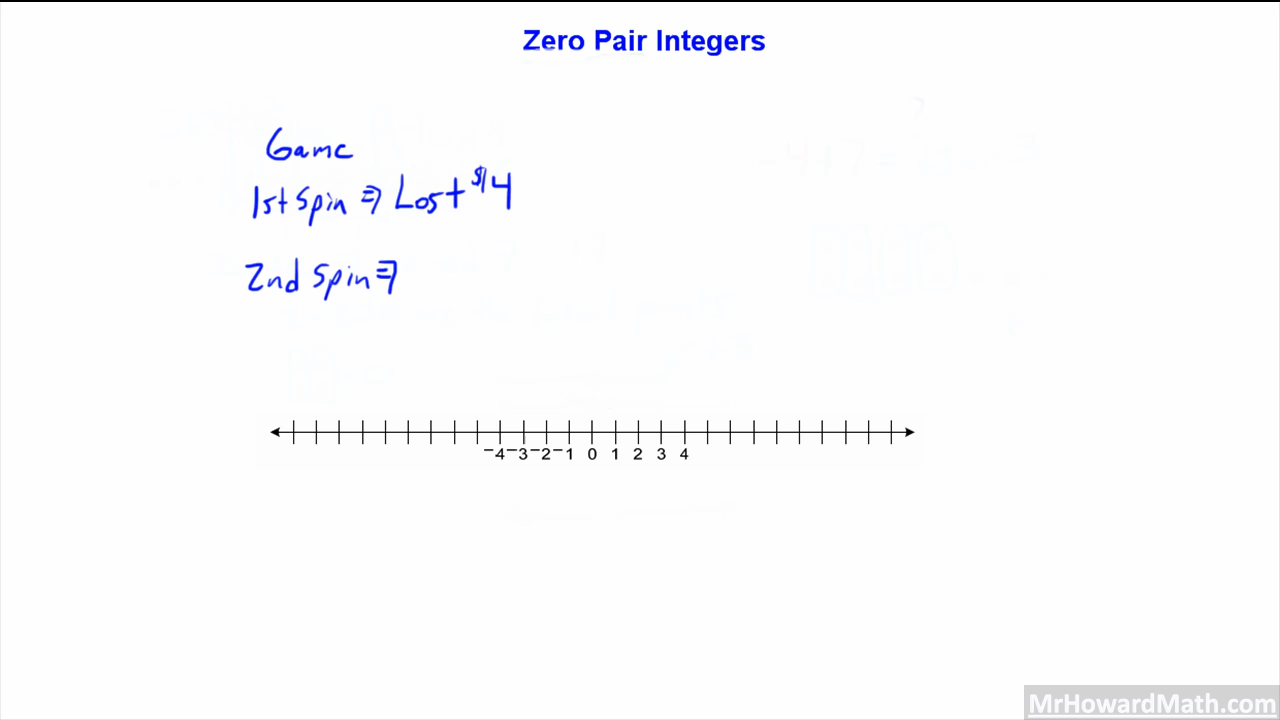 Zero Pair Integers
Game
1st Spin ⇒ Lost $4
2nd Spin ⇒
−4 −3 −2 −1 0 1 2 3 4
MrHowardMath.com